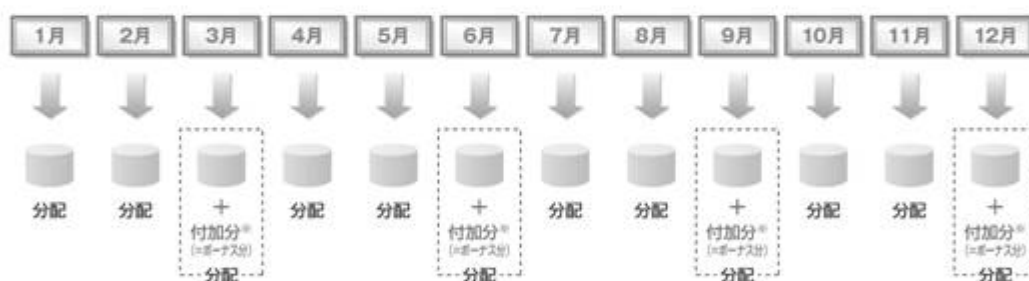 1月 2月 3月 4月 5月 6月 7月 8月 9月 10月 11月 12月
分配 分配 + 分配 分配 + 分配 分配 + 分配 分配 +
付加分※ 付加分※ 付加分※ 付加分※
(=ボーナス分) (=ボーナス分) (=ボーナス分) (=ボーナス分)
分配 分配 分配 分配